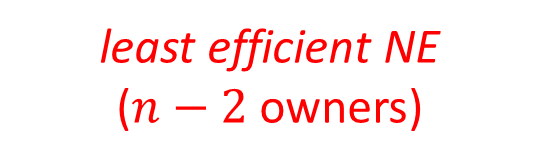 least efficient NE
(n − 2 owners)